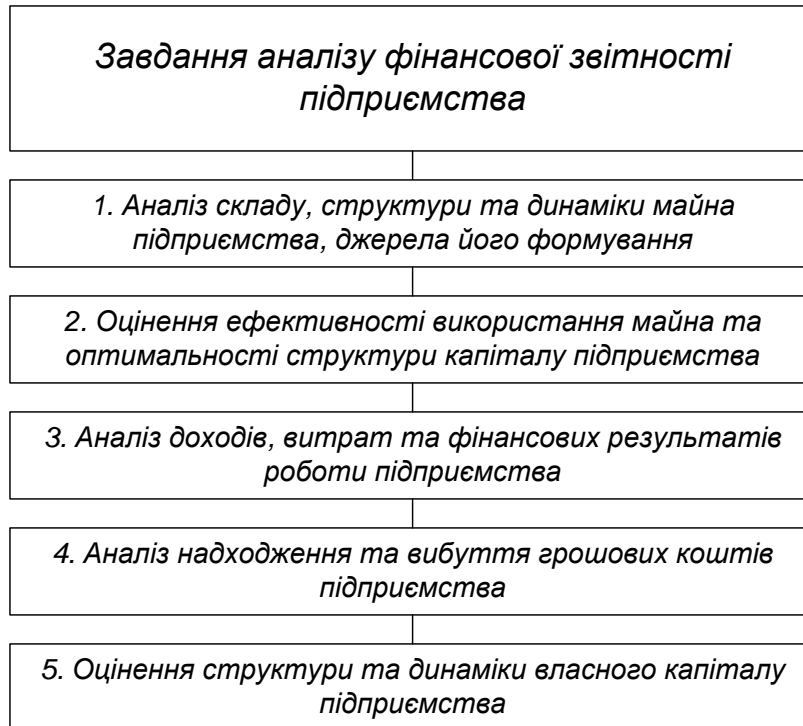 Завдання аналізу фінансової звітності
підприємства
1. Аналіз складу, структури та динаміки майна
підприємства, джерела його формування
2. Оцінення ефективності використання майна та
оптимальності структури капіталу підприємства
3. Аналіз доходів, витрат та фінансових результатів
роботи підприємства
4. Аналіз надходження та вибуття грошових коштів
підприємства
5. Оцінення структури та динаміки власного капіталу
підприємства